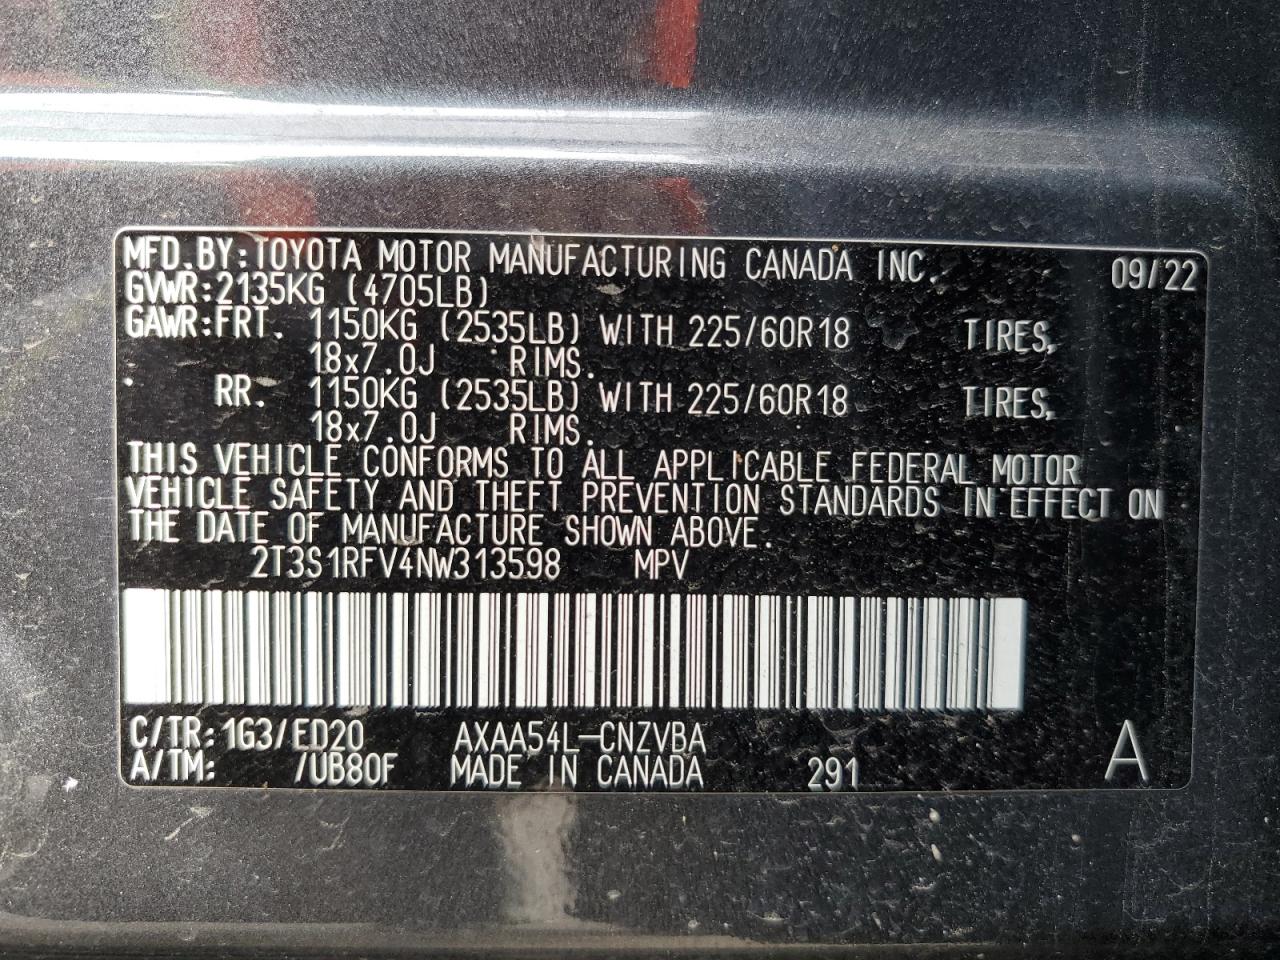 MFD.BY:TOYOTA MOTOR MANUFACTURING CANADA INC. 09/22
GVWR:2135KG (4705LB)
GAWR:FRT. 1150KG (2535LB) WITH 225/60R18 TIRES,
18x7.0J RIMS.
RR. 1150KG (2535LB) WITH 225/60R18 TIRES,
18x7.0J RIMS.
THIS VEHICLE CONFORMS TO ALL APPLICABLE FEDERAL MOTOR
VEHICLE SAFETY AND THEFT PREVENTION STANDARDS IN EFFECT ON
THE DATE OF MANUFACTURE SHOWN ABOVE.
2T3S1RFV4NW313598 MPV
C/TR:1G3/ED20 AXAA54L-CNZVBA
A/TM: /UB80F MADE IN CANADA 291 A